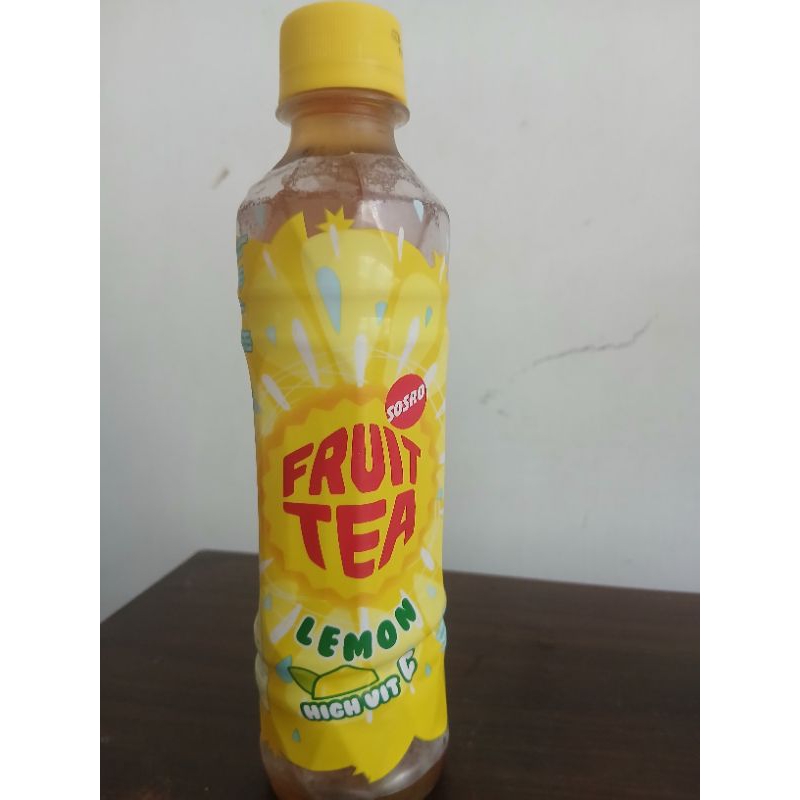 SOSRO
FRUIT
TEA
LEMON
HIGH VIT C